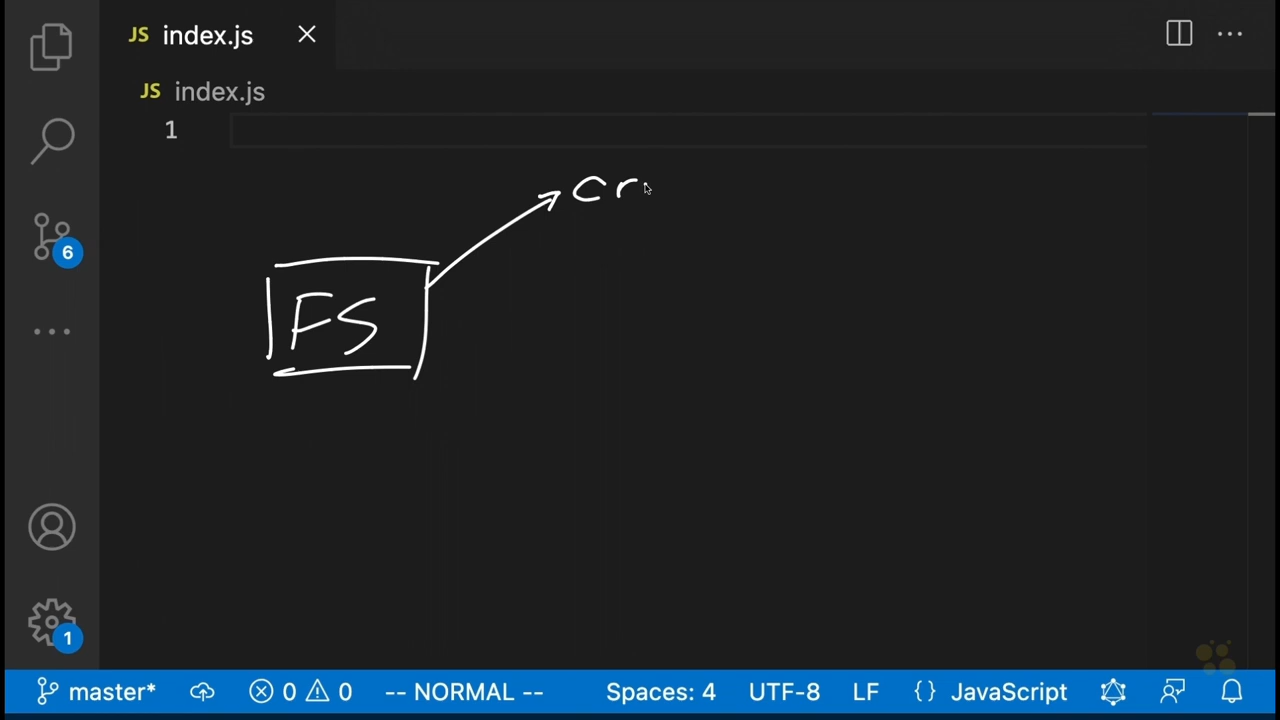 JS index.js
JS index.js
1
cr
FS
6
1
master* 0 0 -- NORMAL -- Spaces: 4 UTF-8 LF {} JavaScript